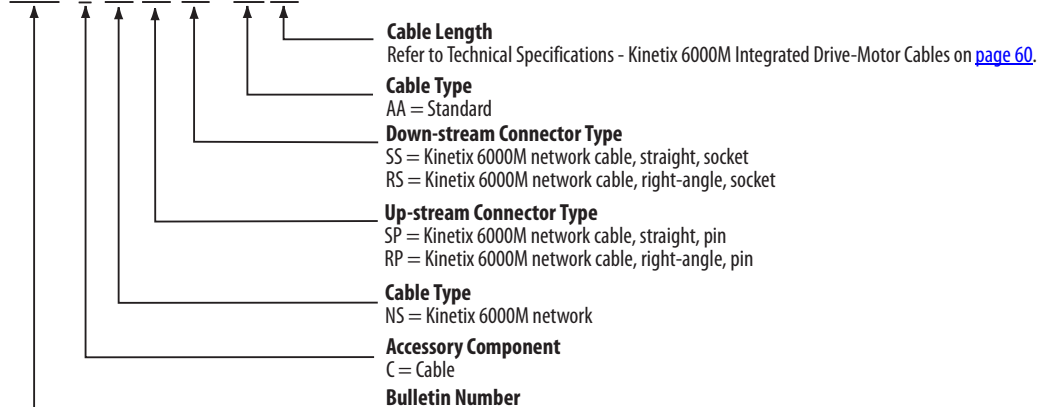 Cable Length
Refer to Technical Specifications - Kinetix 6000M Integrated Drive-Motor Cables on page 60.
Cable Type
AA = Standard
Down-stream Connector Type
SS = Kinetix 6000M network cable, straight, socket
RS = Kinetix 6000M network cable, right-angle, socket
Up-stream Connector Type
SP = Kinetix 6000M network cable, straight, pin
RP = Kinetix 6000M network cable, right-angle, pin
Cable Type
NS = Kinetix 6000M network
Accessory Component
C = Cable
Bulletin Number